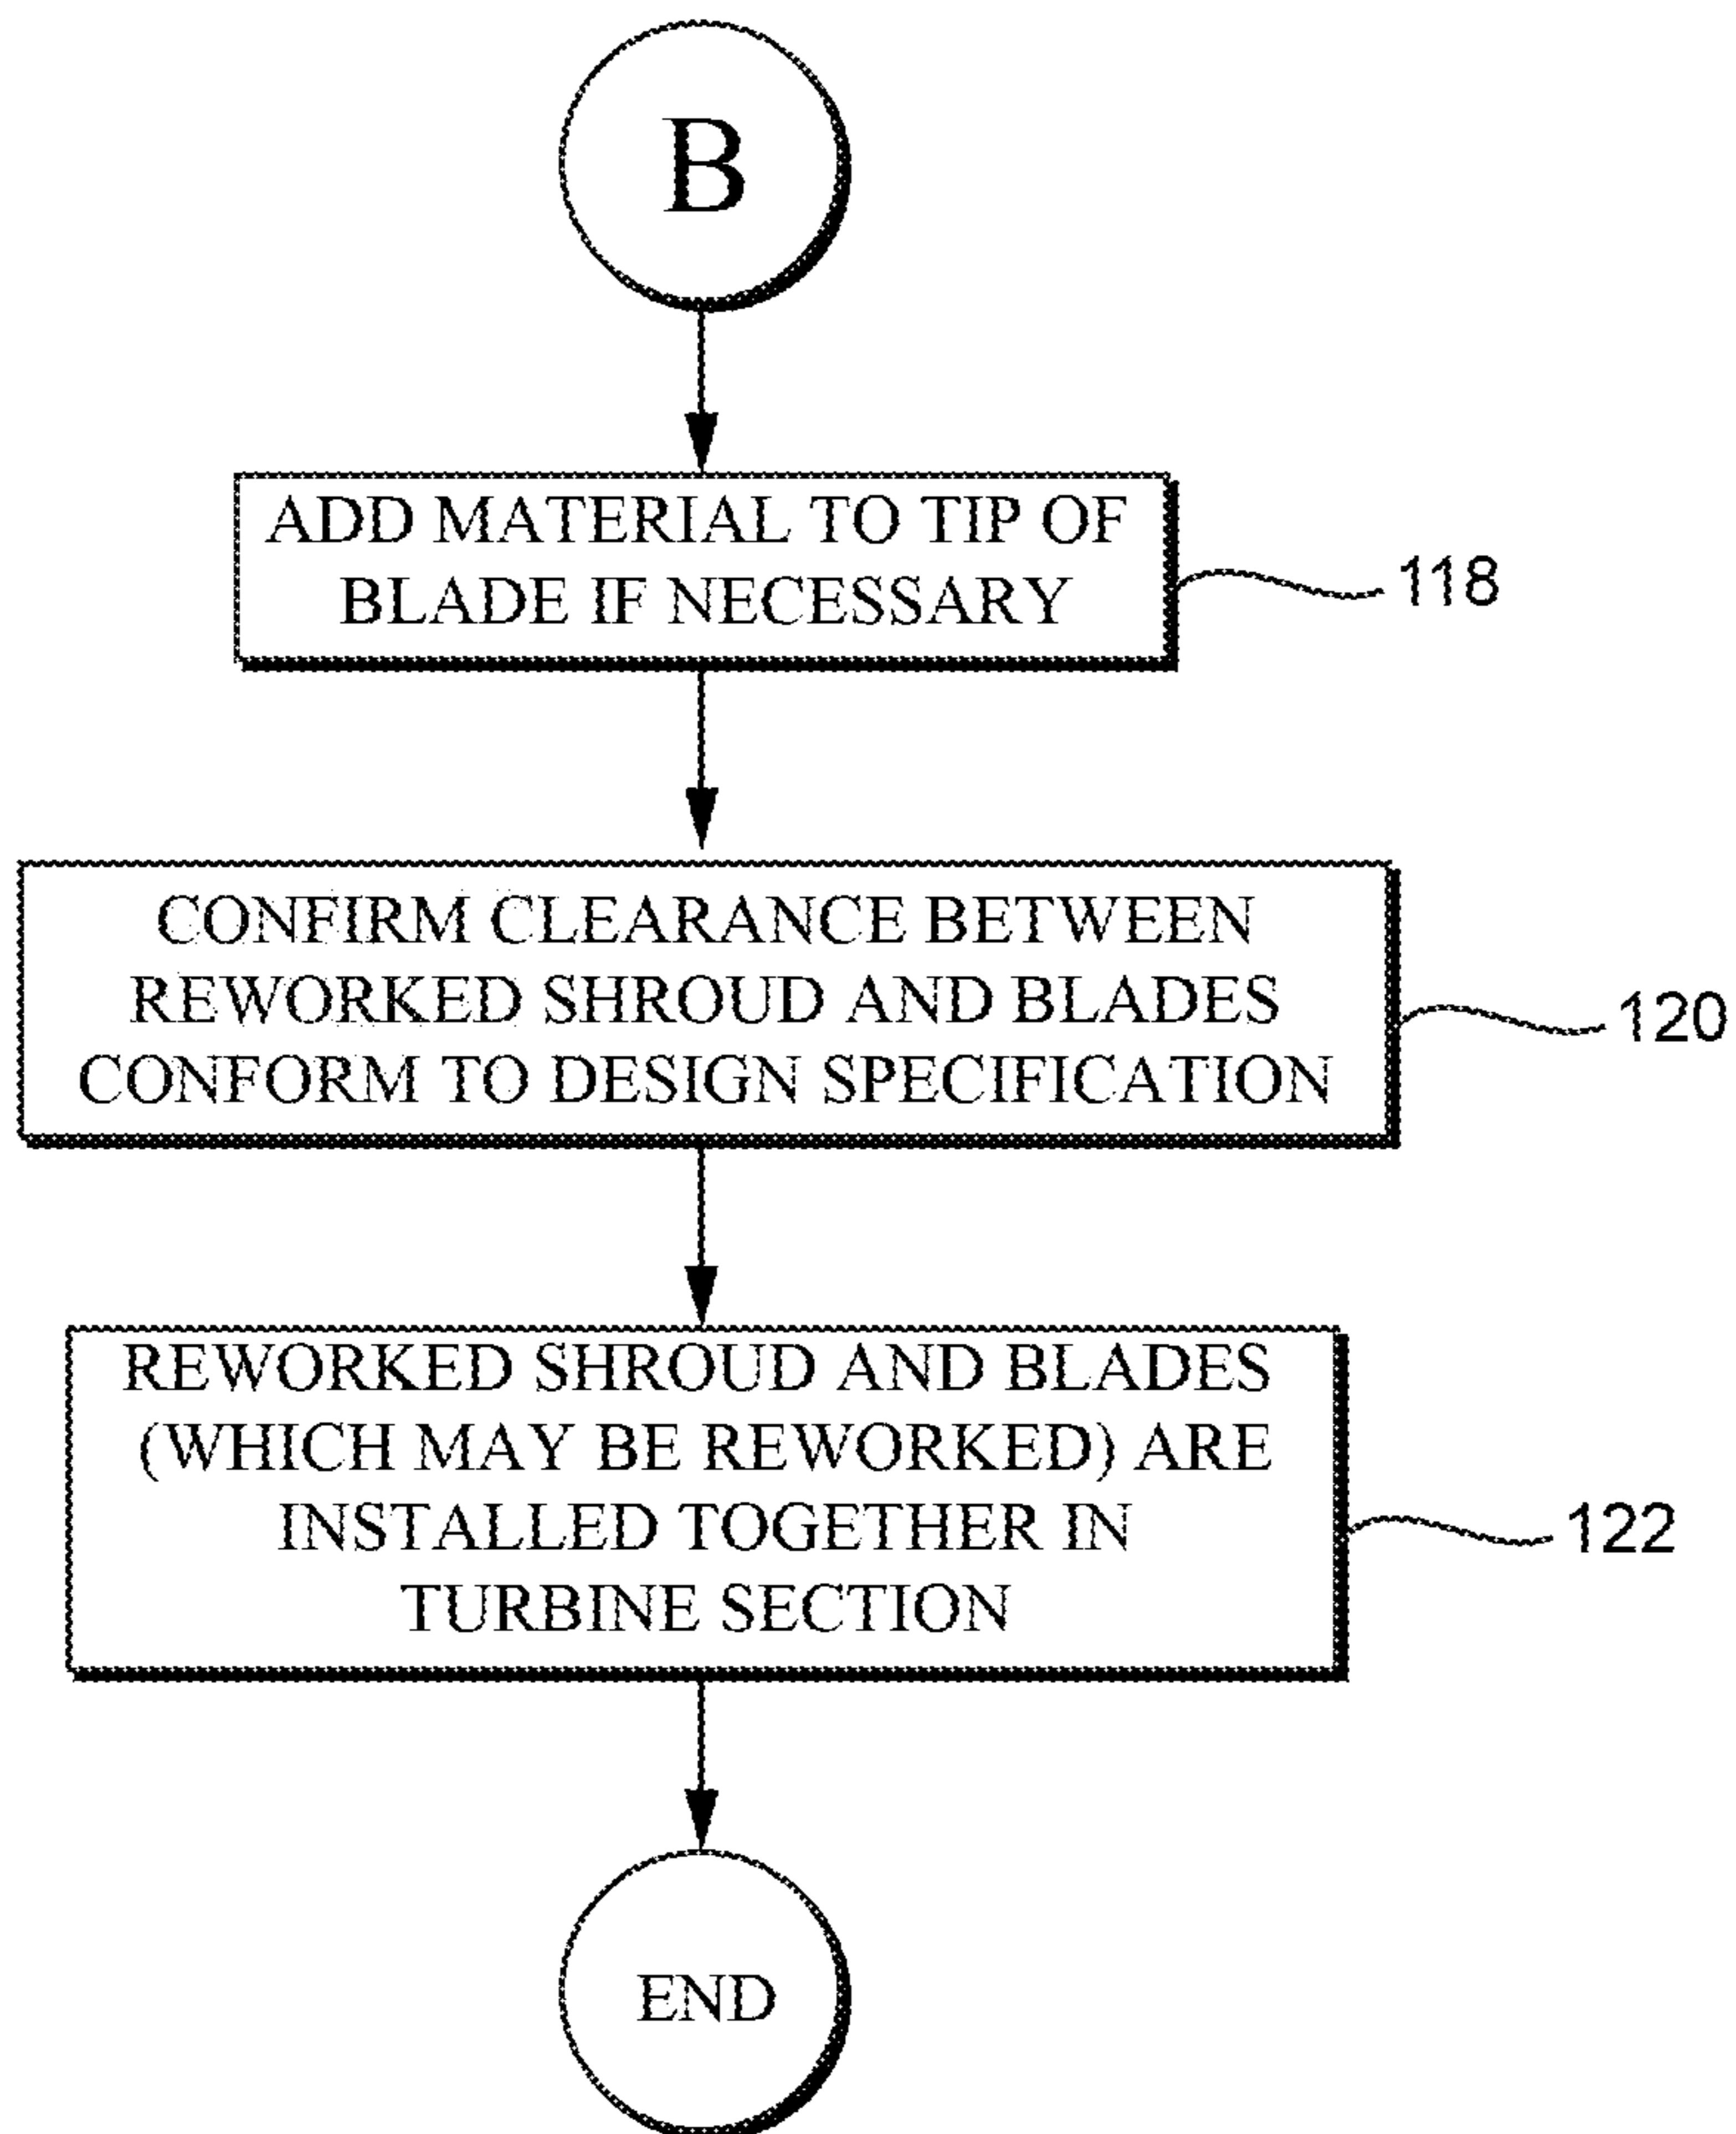 B
ADD MATERIAL TO TIP OF
BLADE IF NECESSARY
118
CONFIRM CLEARANCE BETWEEN
REWORKED SHROUD AND BLADES
CONFORM TO DESIGN SPECIFICATION
120
REWORKED SHROUD AND BLADES
(WHICH MAY BE REWORKED) ARE
INSTALLED TOGETHER IN
TURBINE SECTION
122
END